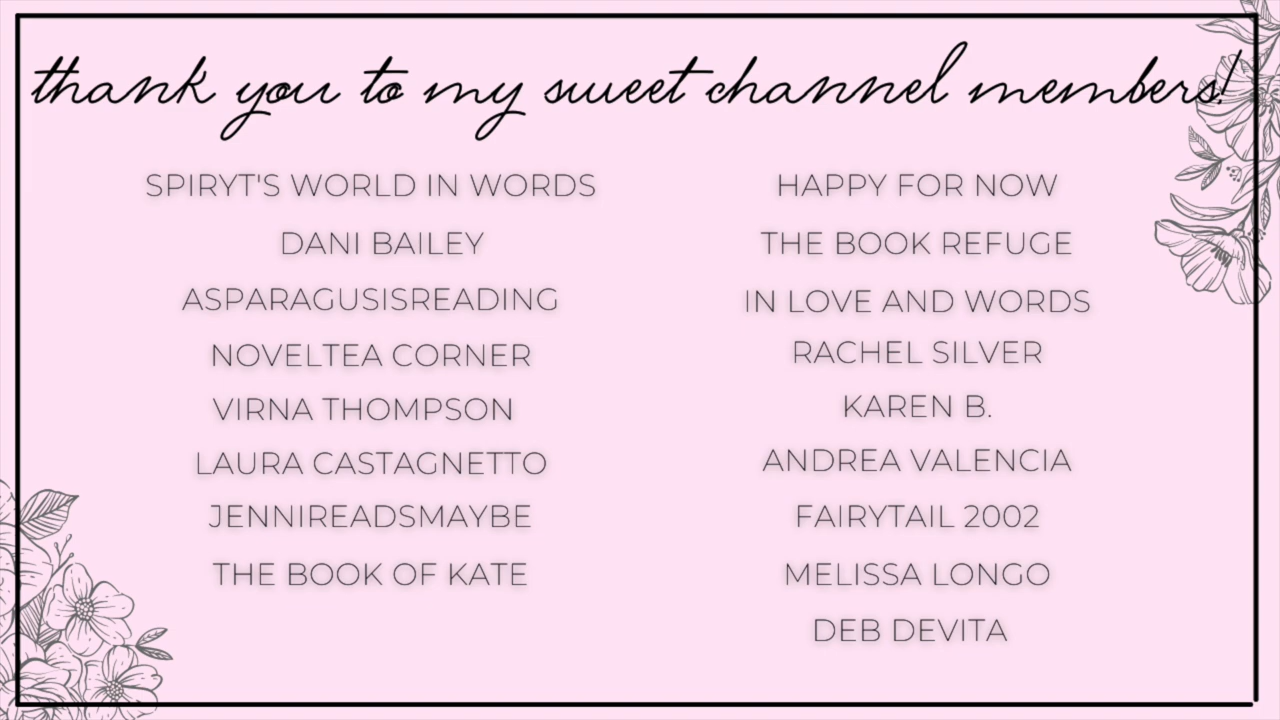 thank you to my sweet channel members!
SPIRYT'S WORLD IN WORDS
DANI BAILEY
ASPARAGUSISREADING
NOVELTEA CORNER
VIRNA THOMPSON
LAURA CASTAGNETTO
JENNIREADSMAYBE
THE BOOK OF KATE
HAPPY FOR NOW
THE BOOK REFUGE
IN LOVE AND WORDS
RACHEL SILVER
KAREN B.
ANDREA VALENCIA
FAIRYTAIL 2002
MELISSA LONGO
DEB DEVITA